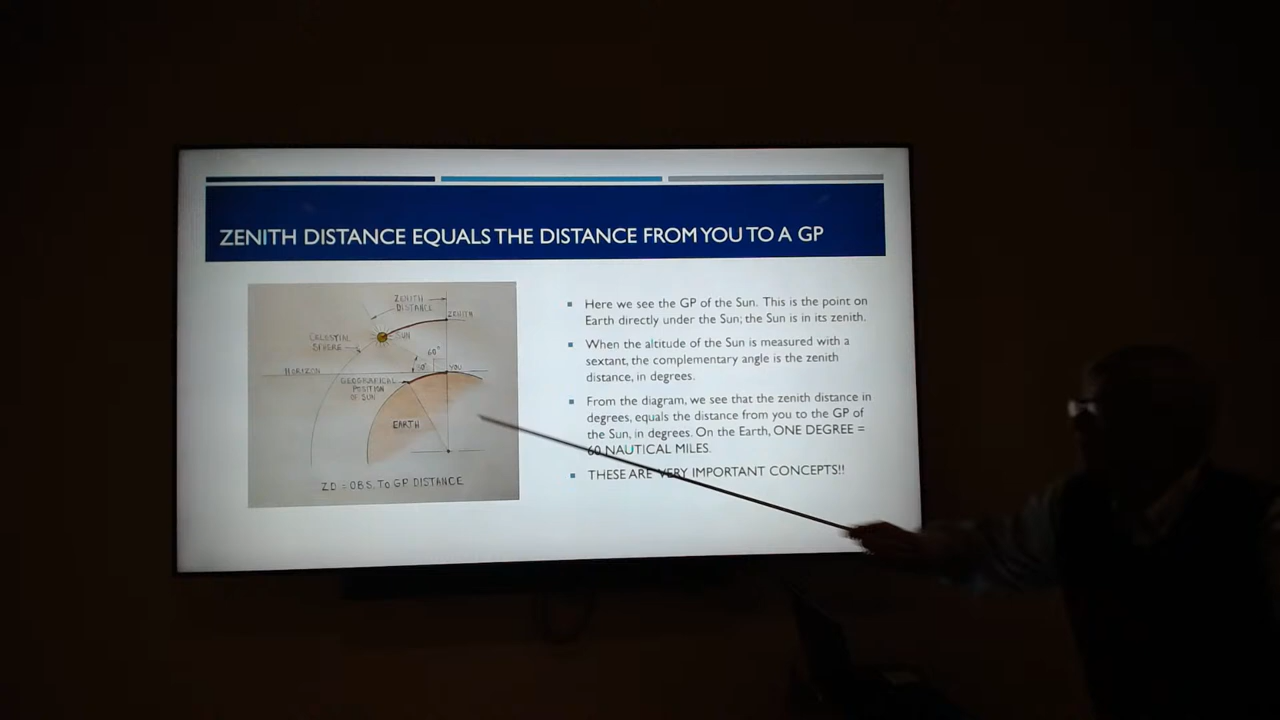 ZENITH DISTANCE EQUALS THE DISTANCE FROM YOU TO A GP
ZENITH
DISTANCE
ZENITH
SUN
CELESTIAL
SPHERE
60°
30°
HORIZON
YOU
GEOGRAPHICAL
POSITION
OF SUN
EARTH
ZD = OBS. TO GP DISTANCE
Here we see the GP of the Sun. This is the point on
Earth directly under the Sun; the Sun is in its zenith.
When the altitude of the Sun is measured with a
sextant, the complementary angle is the zenith
distance, in degrees.
From the diagram, we see that the zenith distance in
degrees, equals the distance from you to the GP of
the Sun, in degrees. On the Earth, ONE DEGREE =
60 NAUTICAL MILES.
THESE ARE VERY IMPORTANT CONCEPTS!!